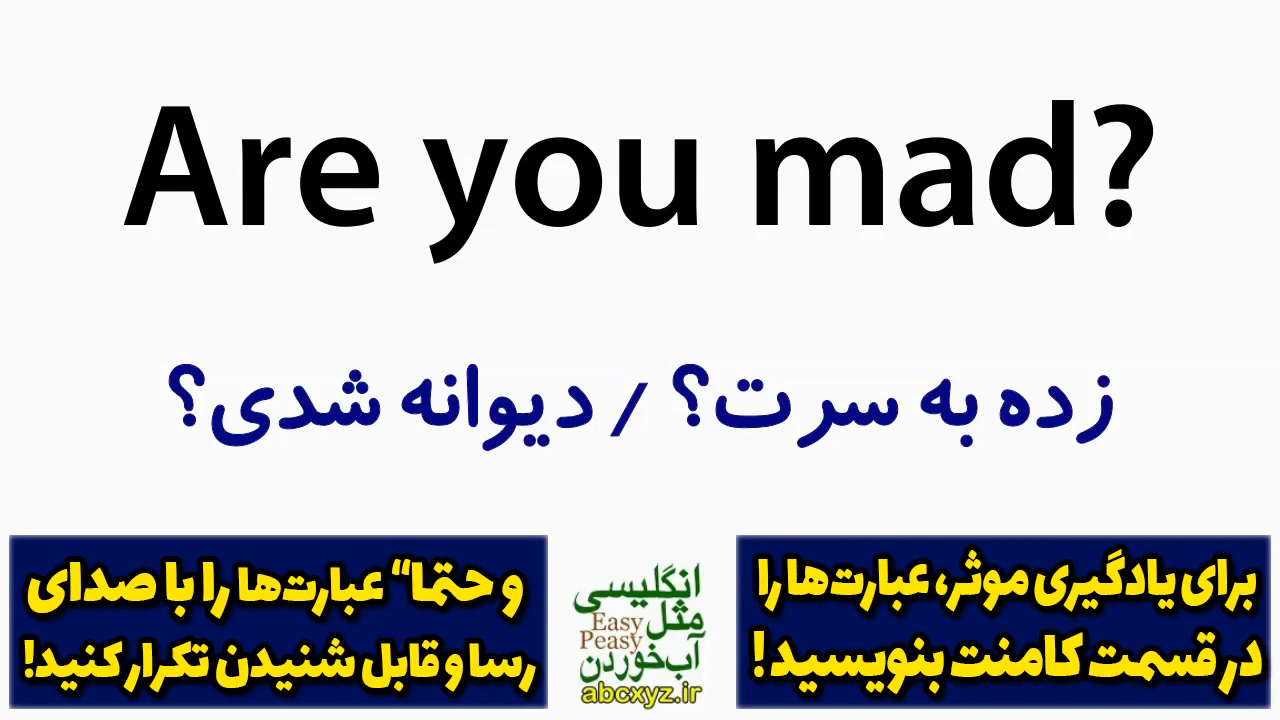 Are you mad?
زده به سرت؟ / دیوانه شدی؟
برای یادگیری موثر، عبارت‌ها را
در قسمت کامنت بنویسید!
انگلیسی
مثل
Easy
Peasy
آب‌خوردن
abcxyz.ir
و حتما“ عبارت‌ها را با صدای
رسا و قابل شنیدن تکرار کنید!